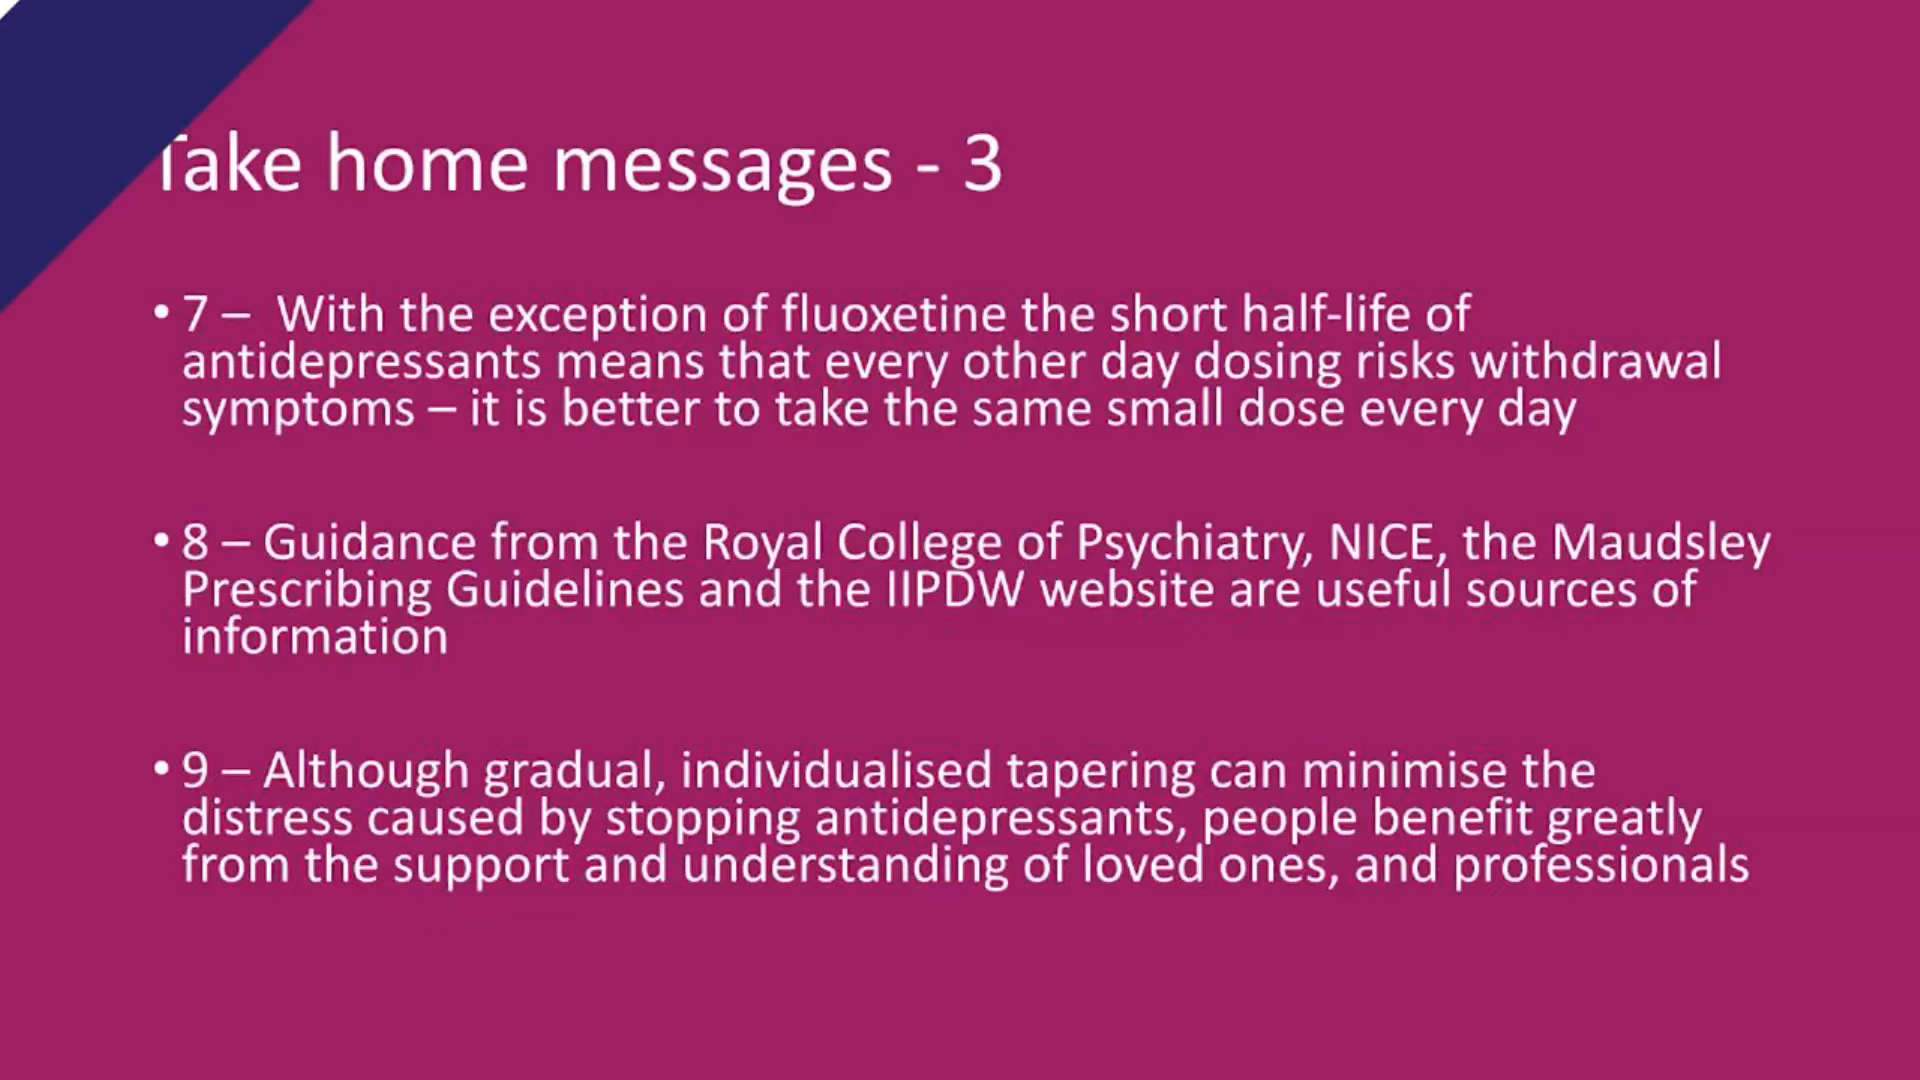 Take home messages - 3
• 7 –  With the exception of fluoxetine the short half-life of
antidepressants means that every other day dosing risks withdrawal
symptoms – it is better to take the same small dose every day
• 8 – Guidance from the Royal College of Psychiatry, NICE, the Maudsley
Prescribing Guidelines and the IIPDW website are useful sources of
information
• 9 – Although gradual, individualised tapering can minimise the
distress caused by stopping antidepressants, people benefit greatly
from the support and understanding of loved ones, and professionals